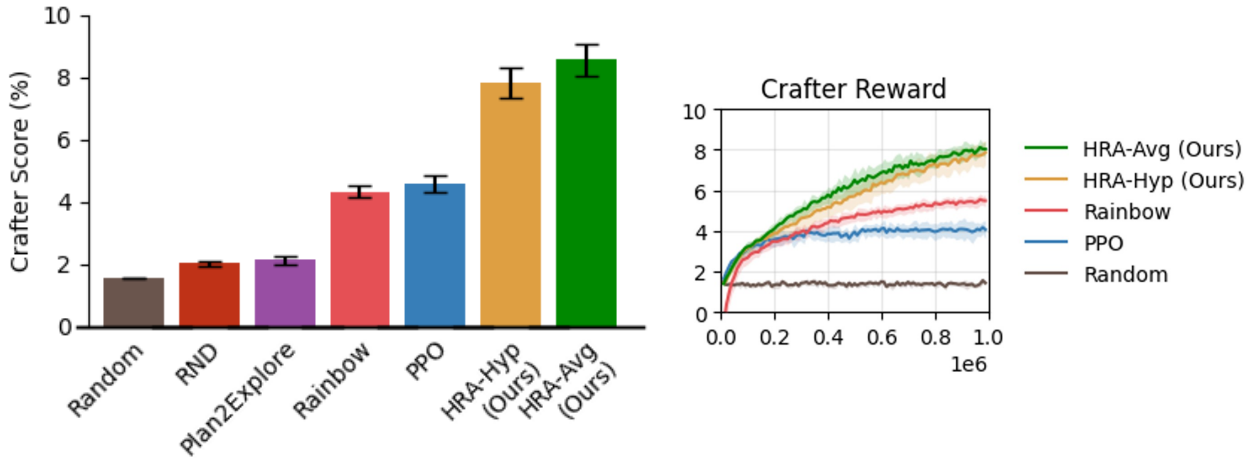 Crafter Score (%)
10
8
6
4
2
0
Random
RND
Plan2Explore
Rainbow
PPO
HRA-Hyp
(Ours)
HRA-Avg
(Ours)
Crafter Reward
10
8
6
4
2
0
0.0 0.2 0.4 0.6 0.8 1.0
1e6
HRA-Avg (Ours)
HRA-Hyp (Ours)
Rainbow
PPO
Random